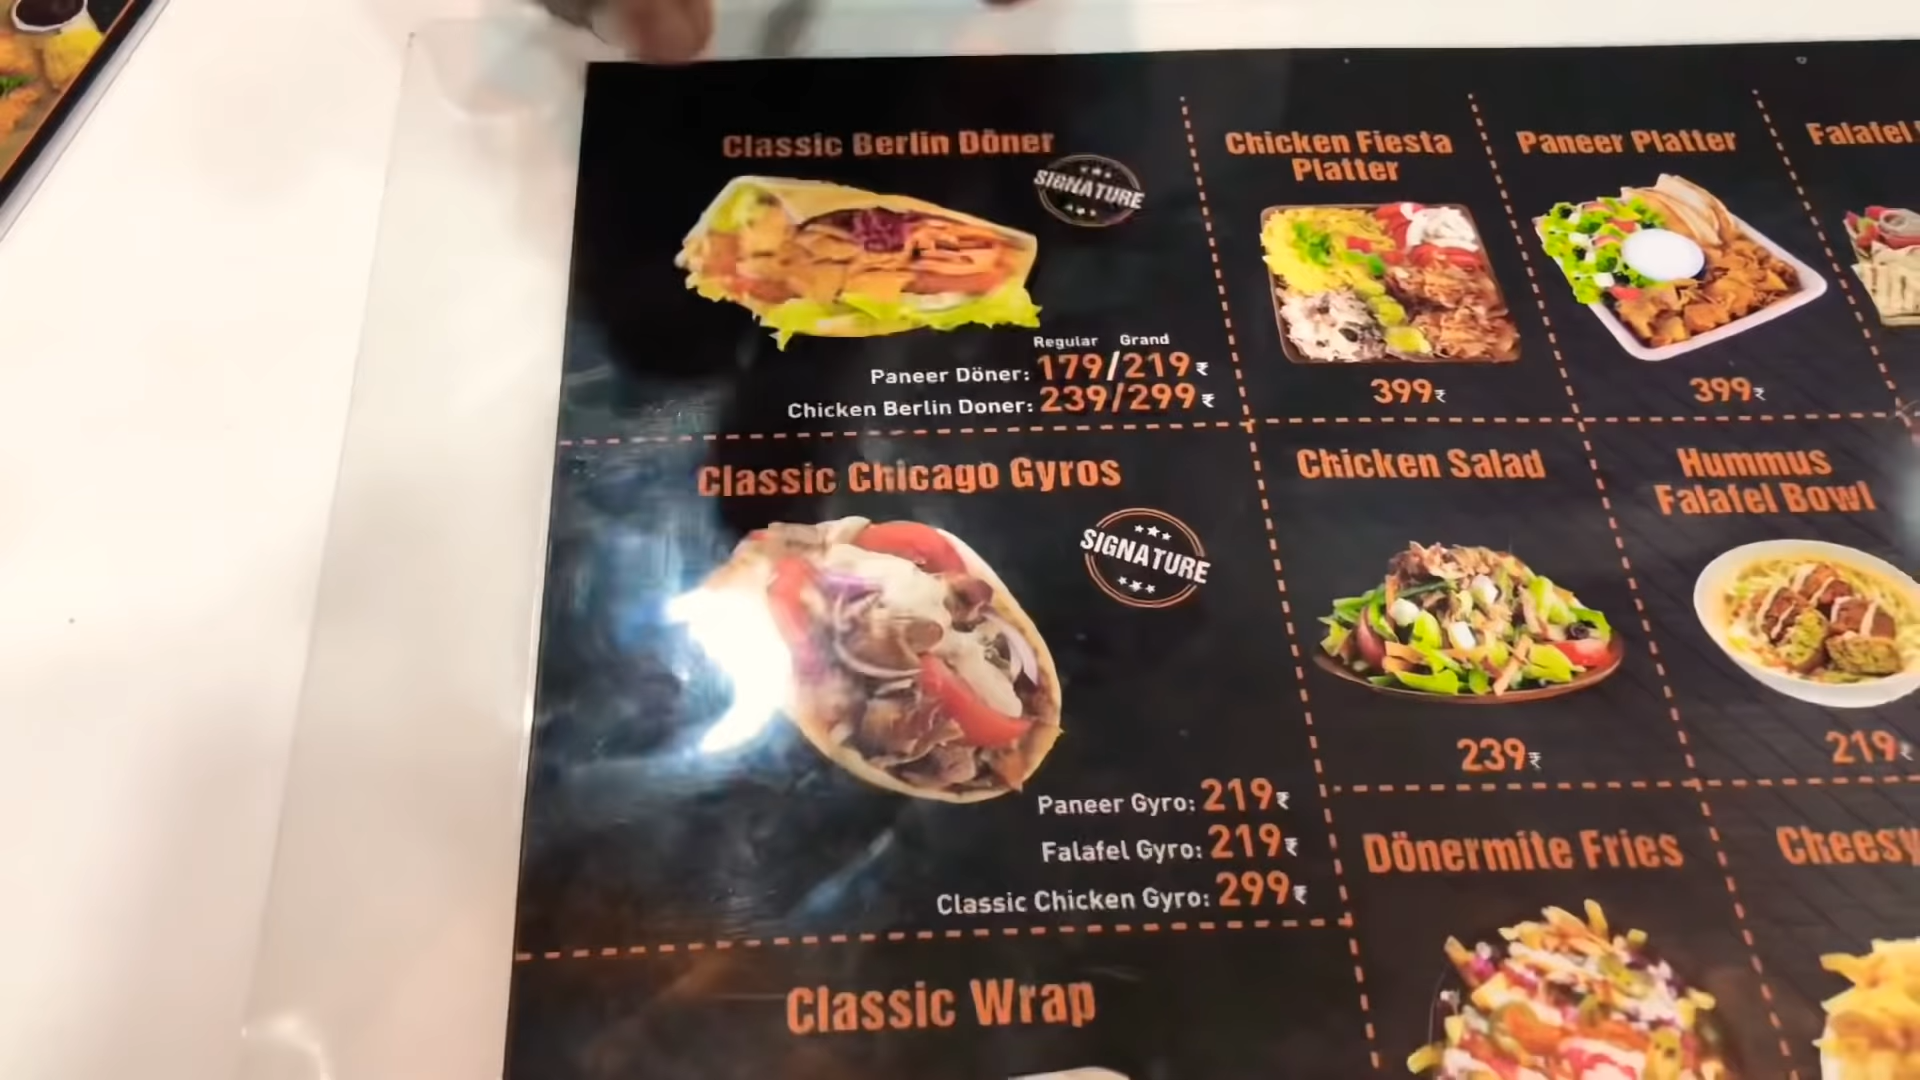 Classic Berlin Döner
SIGNATURE
Regular Grand
Paneer Döner: 179/219₹
Chicken Berlin Doner: 239/299₹
Chicken Fiesta
Platter
399₹
Paneer Platter
399₹
Falafel
Classic Chicago Gyros
SIGNATURE
Paneer Gyro: 219₹
Falafel Gyro: 219₹
Classic Chicken Gyro: 299₹
Chicken Salad
239₹
Hummus
Falafel Bowl
219₹
Classic Wrap
Dönermite Fries
Cheesy